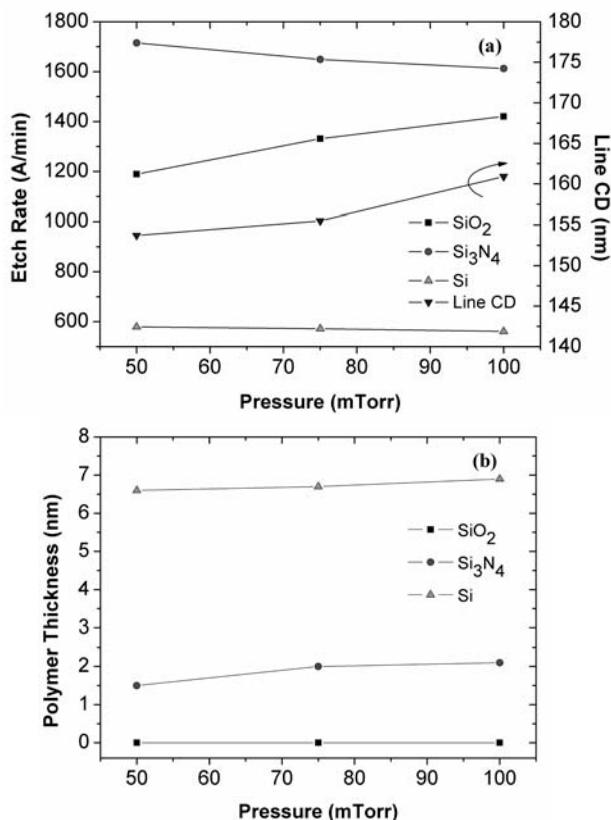 (a)
1800
1600
1400
1200
1000
800
600
Etch Rate (A/min)
180
175
170
165
160
155
150
145
140
Line CD (nm)
SiO2
Si3N4
Si
Line CD
50 60 70 80 90 100
Pressure (mTorr)
(b)
8
7
6
5
4
3
2
1
0
Polymer Thickness (nm)
SiO2
Si3N4
Si
50 60 70 80 90 100
Pressure (mTorr)